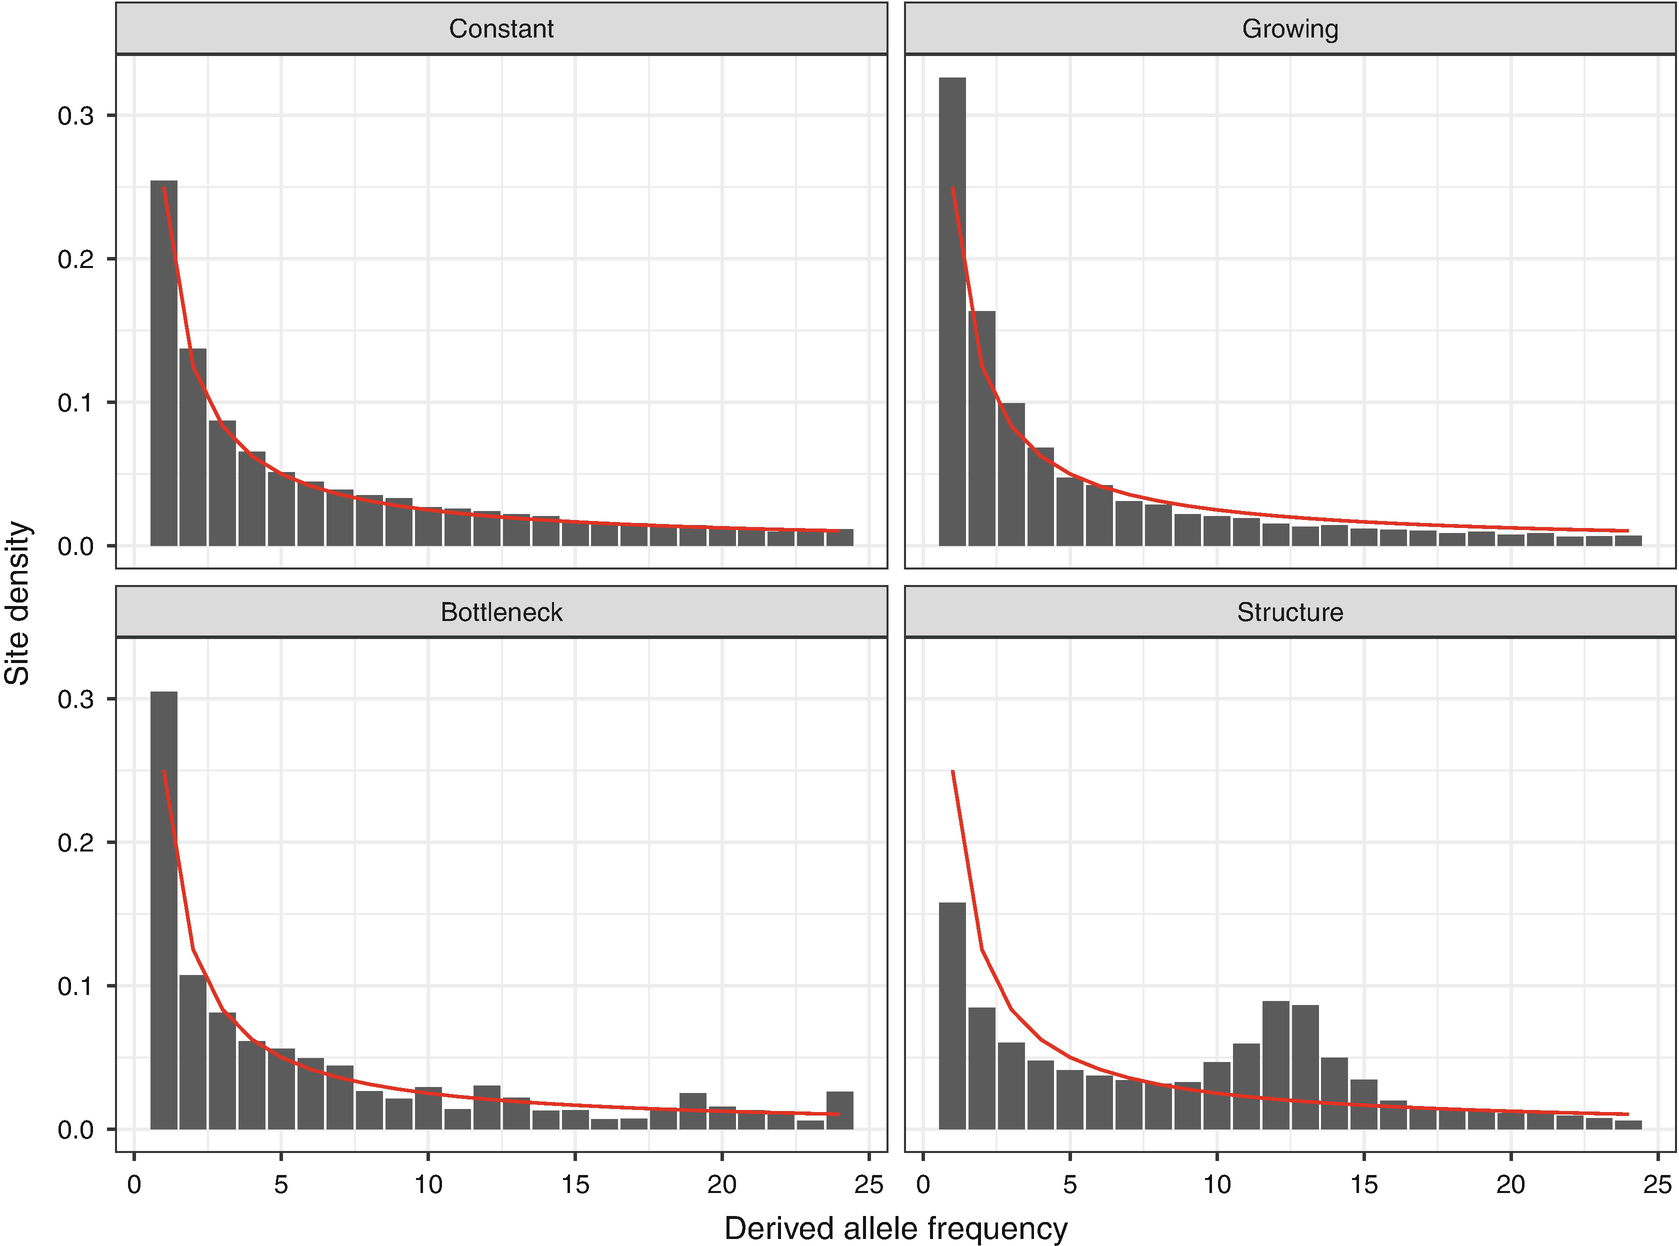 Constant
Growing
0.3
0.2
0.1
0.0
Bottleneck
Structure
0.3
0.2
0.1
0.0
0 5 10 15 20 25
0 5 10 15 20 25
Site density
Derived allele frequency